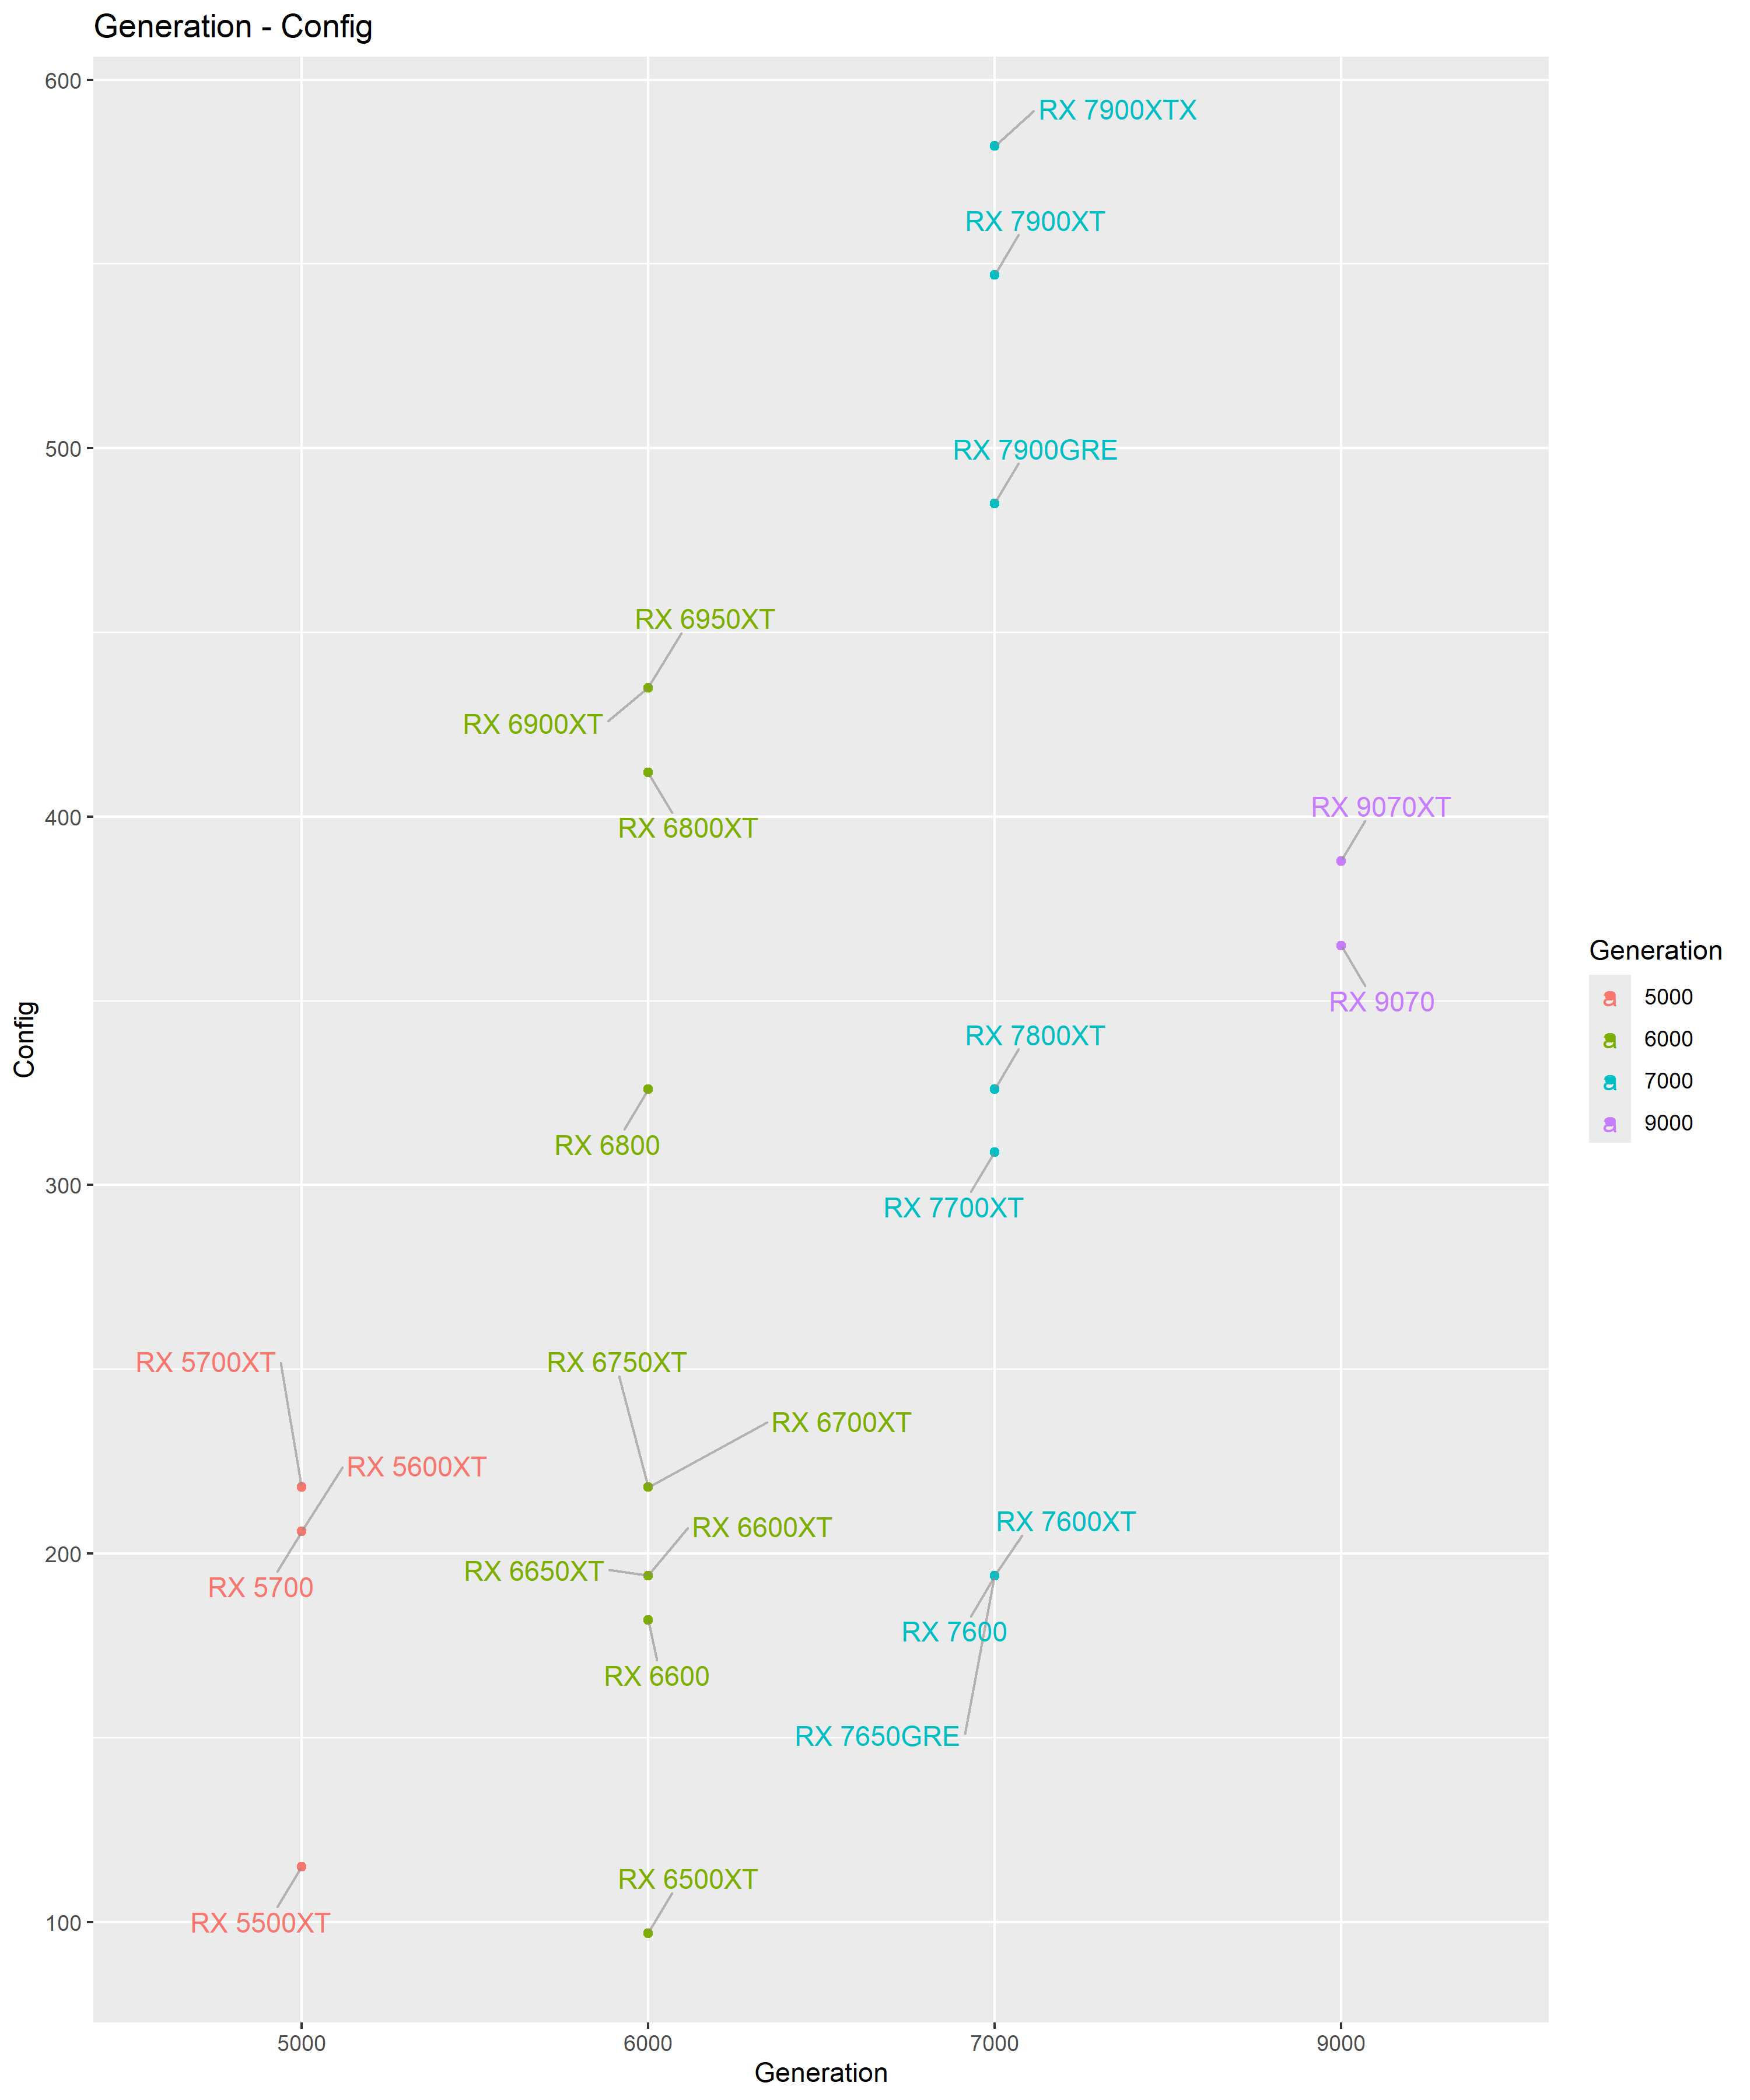 Generation - Config
600
RX 7900XTX
RX 7900XT
500
RX 7900GRE
RX 6950XT
RX 6900XT
400
RX 9070XT
RX 6800XT
Generation
5000
6000
7000
9000
RX 9070
Config
RX 7800XT
RX 6800
300
RX 7700XT
RX 5700XT
RX 6750XT
RX 6700XT
RX 5600XT
RX 7600XT
RX 6600XT
200
RX 6650XT
RX 5700
RX 7600
RX 6600
RX 7650GRE
RX 6500XT
100
RX 5500XT
5000
6000
7000
9000
Generation